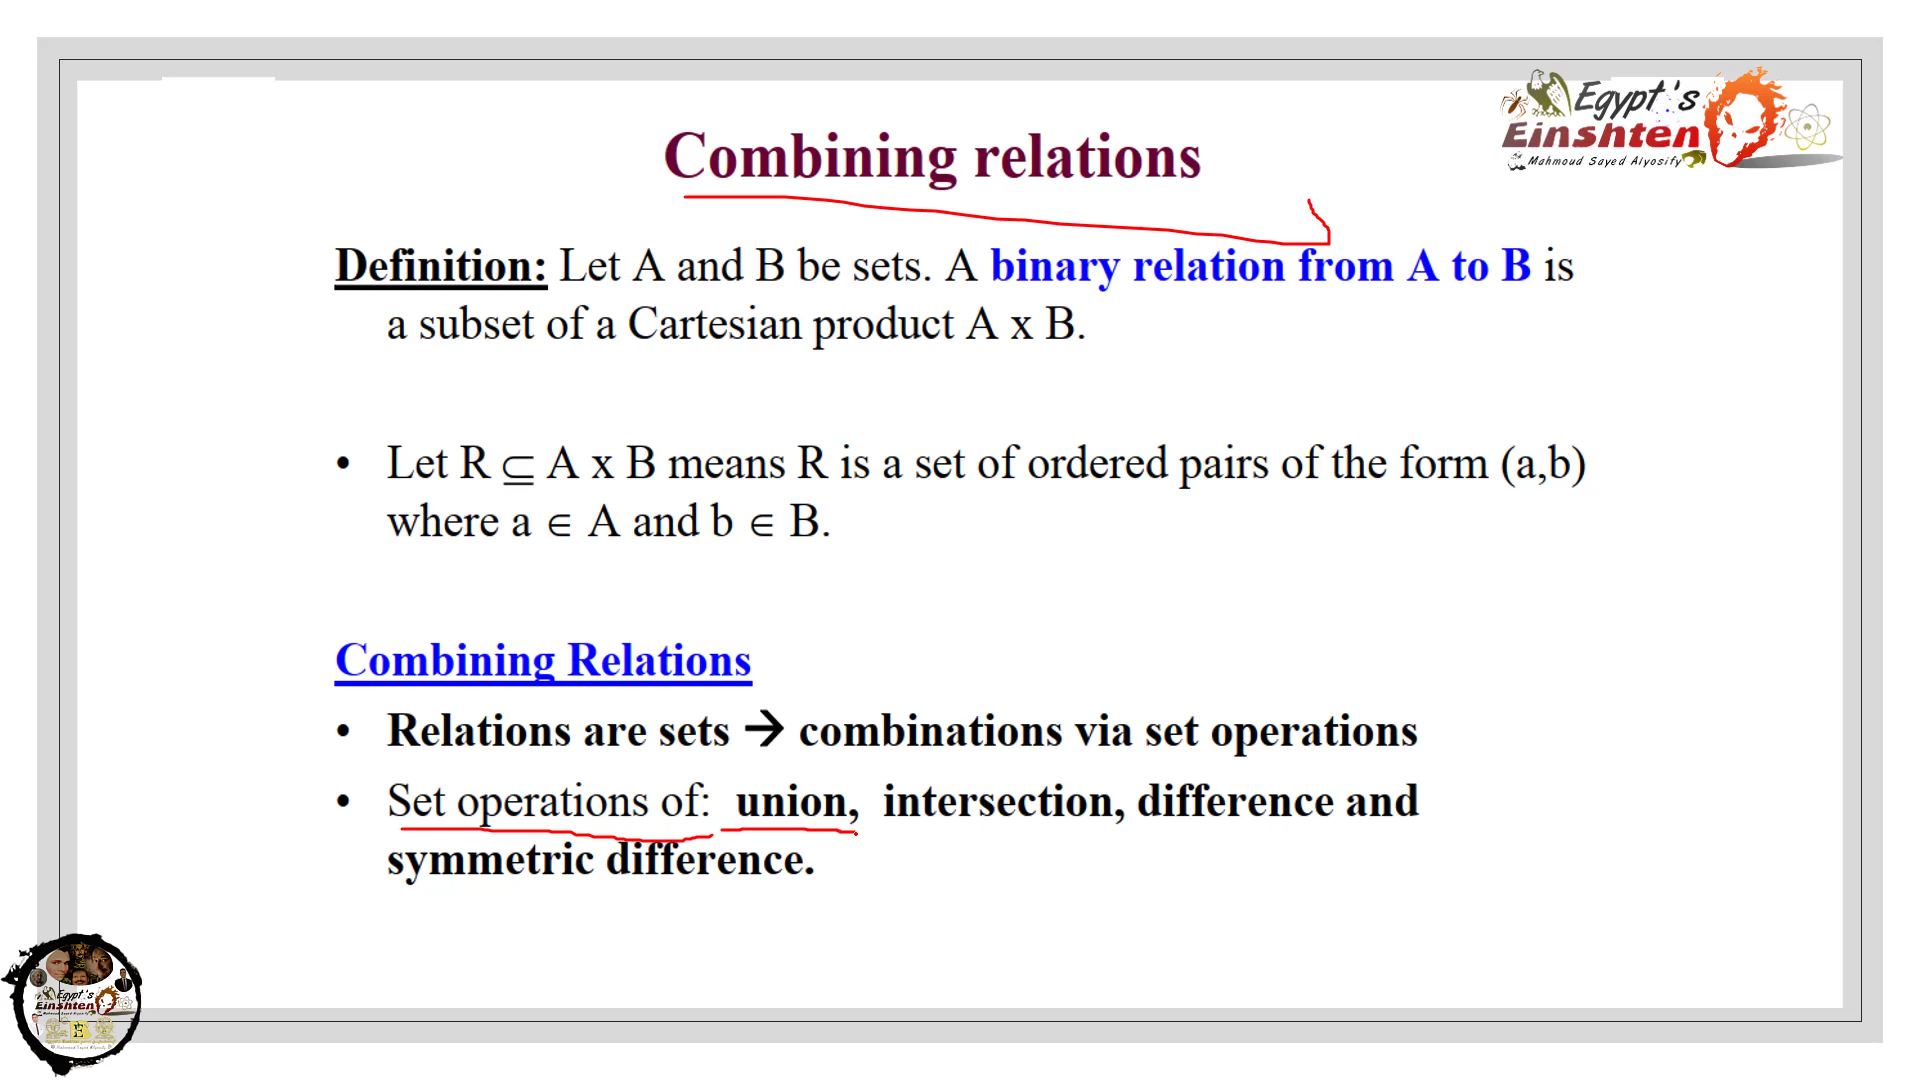 Egypt's
Einshten
Mahmoud Sayed Alyosify
Combining relations
Definition: Let A and B be sets. A binary relation from A to B is
a subset of a Cartesian product A x B.
• Let R ⊆ A x B means R is a set of ordered pairs of the form (a,b)
where a ∈ A and b ∈ B.
Combining Relations
• Relations are sets → combinations via set operations
• Set operations of: union, intersection, difference and
symmetric difference.
Egypt's
Einshten